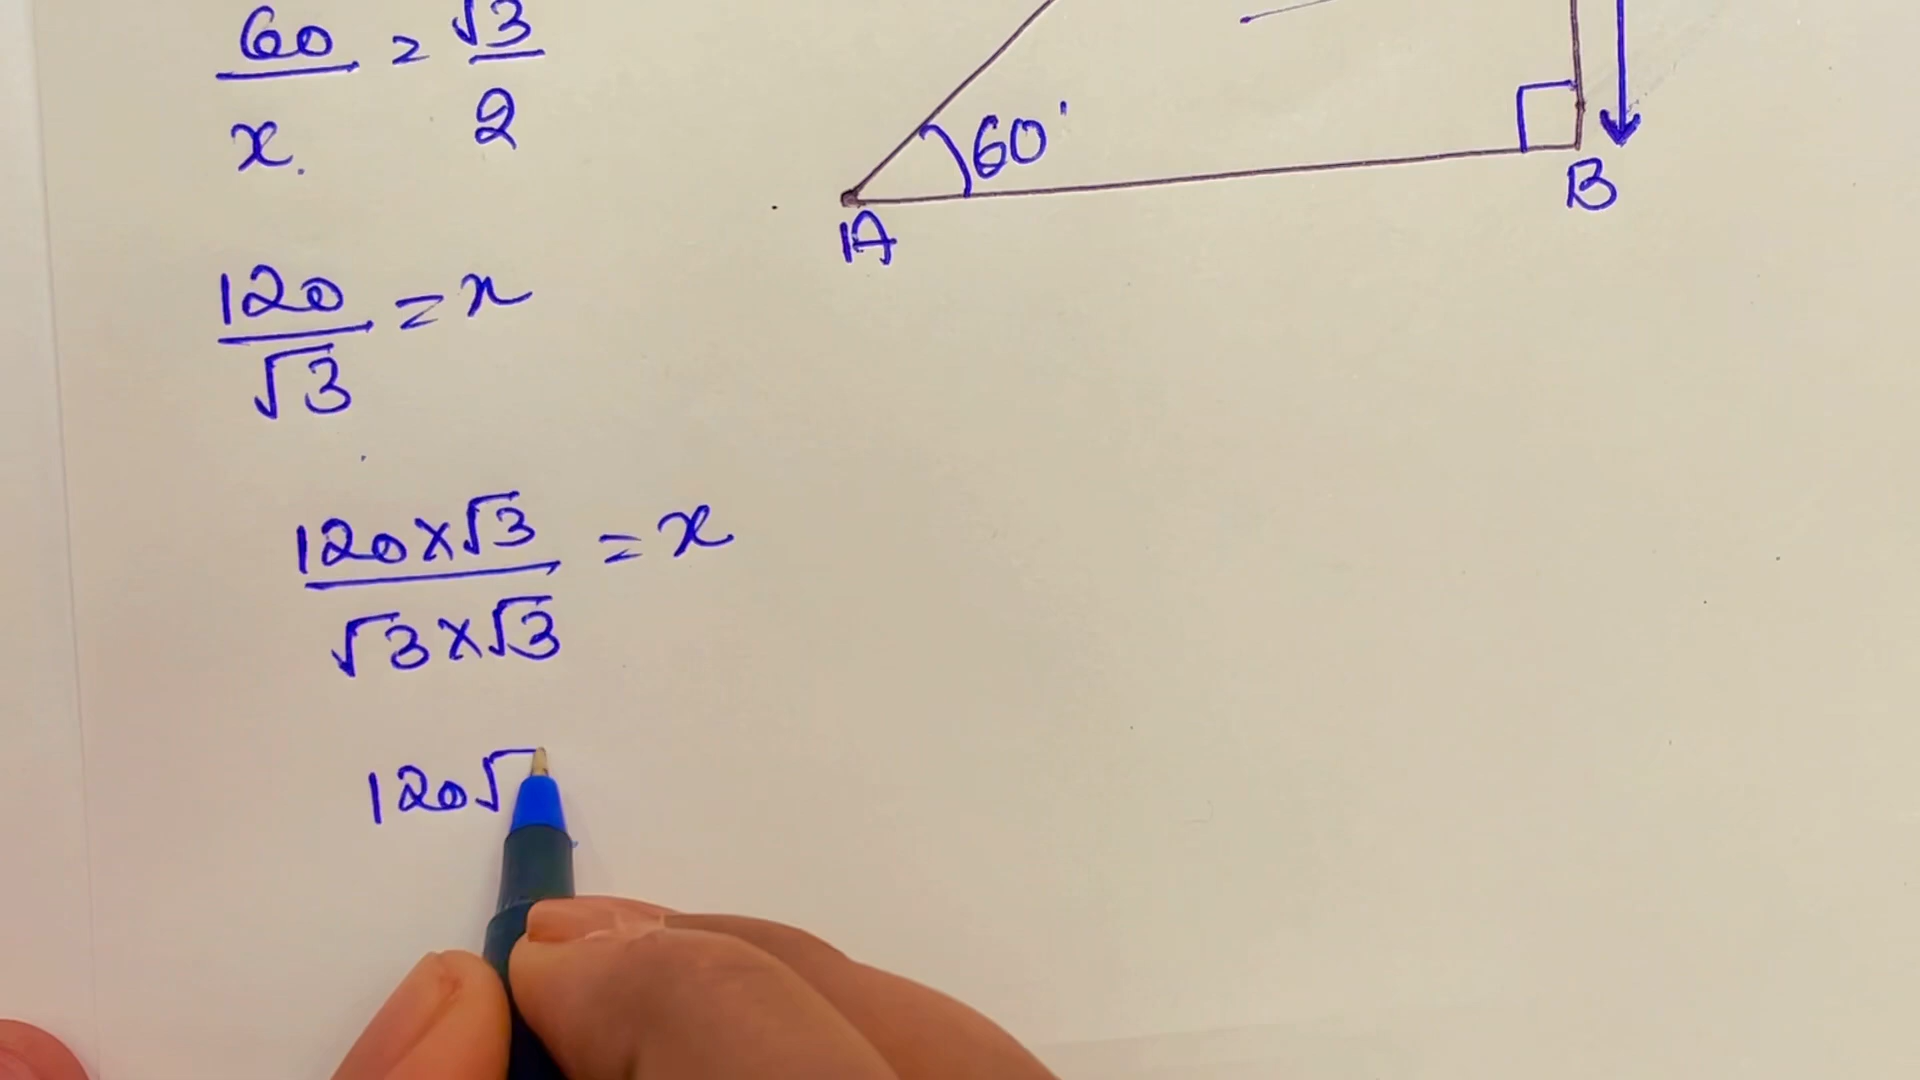 60/x = √3/2
60°
A
B
120/√3 = x
120×√3/√3×√3 = x
120√